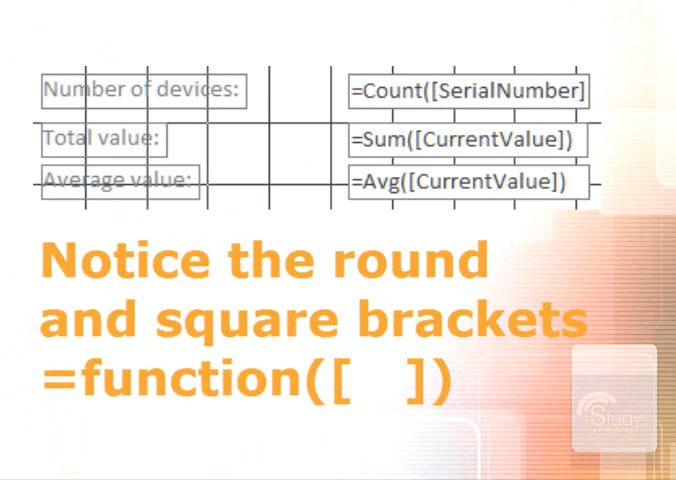 Number of devices: =Count([SerialNumber]
Total value: =Sum([CurrentValue])
Average value: =Avg([CurrentValue])
Notice the round
and square brackets
=function([ ])
Study